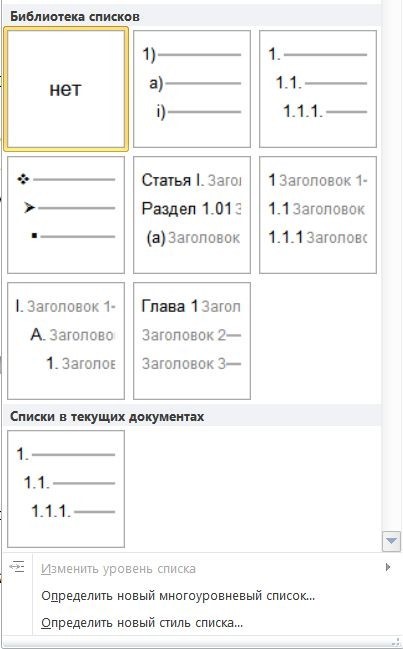 Библиотека списков
нет
1)
a)
i)
1.
1.1.
1.1.1.
Статья I. Заго
Раздел 1.01
(a) Заголовок
1 Заголовок 1
1.1 Заголовок
1.1.1 Заголовс
I. Заголовок 1
A. Заголово
1. Заголов
Глава 1 Загол
Заголовок 2
Заголовок 3
Списки в текущих документах
1.
1.1.
1.1.1.
Изменить уровень списка
Определить новый многоуровневый список...
Определить новый стиль списка...